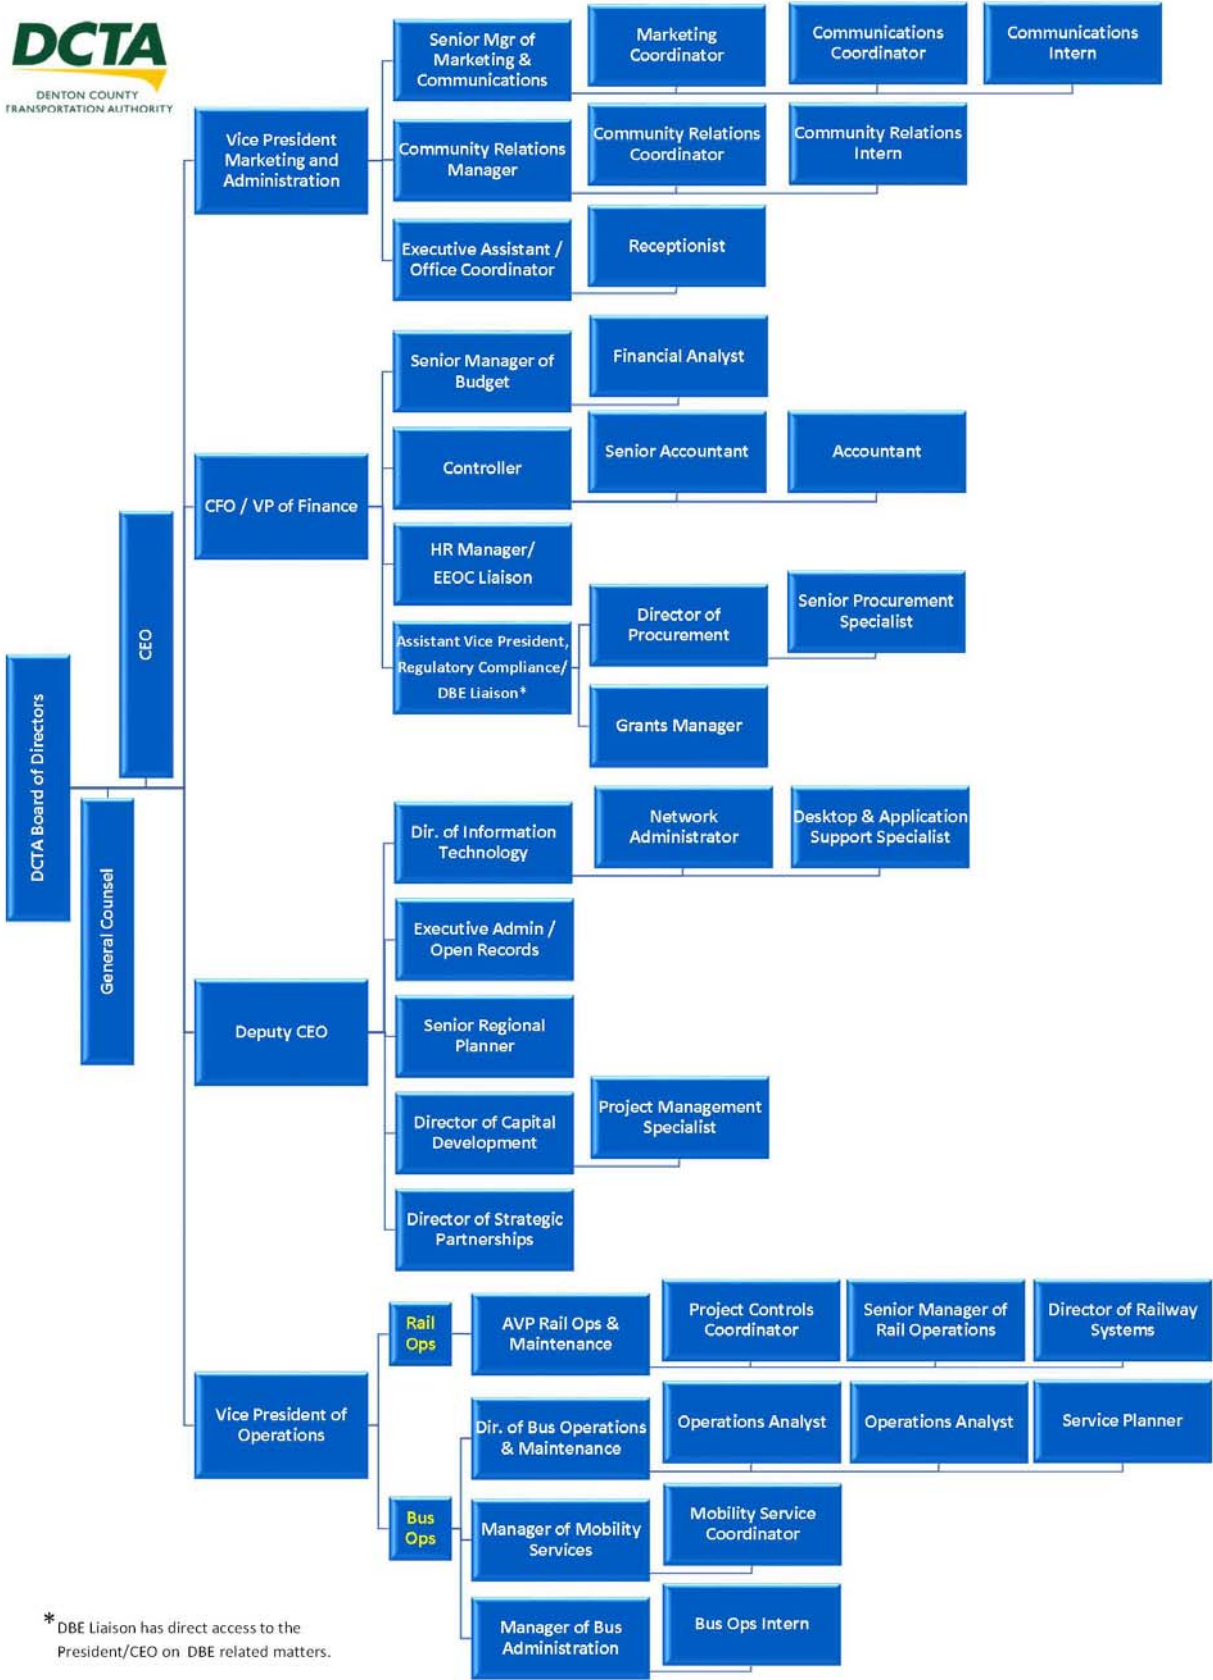 DCTA
DENTON COUNTY
TRANSPORTATION AUTHORITY
DCTA Board of Directors
CEO
General Counsel
Vice President
Marketing and
Administration
Senior Mgr of
Marketing &
Communications
Marketing
Coordinator
Communications
Coordinator
Communications
Intern
Community Relations
Manager
Community Relations
Coordinator
Community Relations
Intern
Executive Assistant /
Office Coordinator
Receptionist
CFO / VP of Finance
Senior Manager of
Budget
Financial Analyst
Controller
Senior Accountant
Accountant
HR Manager/
EEOC Liaison
Assistant Vice President,
Regulatory Compliance/
DBE Liaison*
Director of
Procurement
Senior Procurement
Specialist
Grants Manager
Deputy CEO
Dir. of Information
Technology
Network
Administrator
Desktop & Application
Support Specialist
Executive Admin /
Open Records
Senior Regional
Planner
Director of Capital
Development
Project Management
Specialist
Director of Strategic
Partnerships
Vice President of
Operations
Rail
Ops
AVP Rail Ops &
Maintenance
Project Controls
Coordinator
Senior Manager of
Rail Operations
Director of Railway
Systems
Bus
Ops
Dir. of Bus Operations
& Maintenance
Operations Analyst
Operations Analyst
Service Planner
Manager of Mobility
Services
Mobility Service
Coordinator
Manager of Bus
Administration
Bus Ops Intern
* DBE Liaison has direct access to the
President/CEO on DBE related matters.